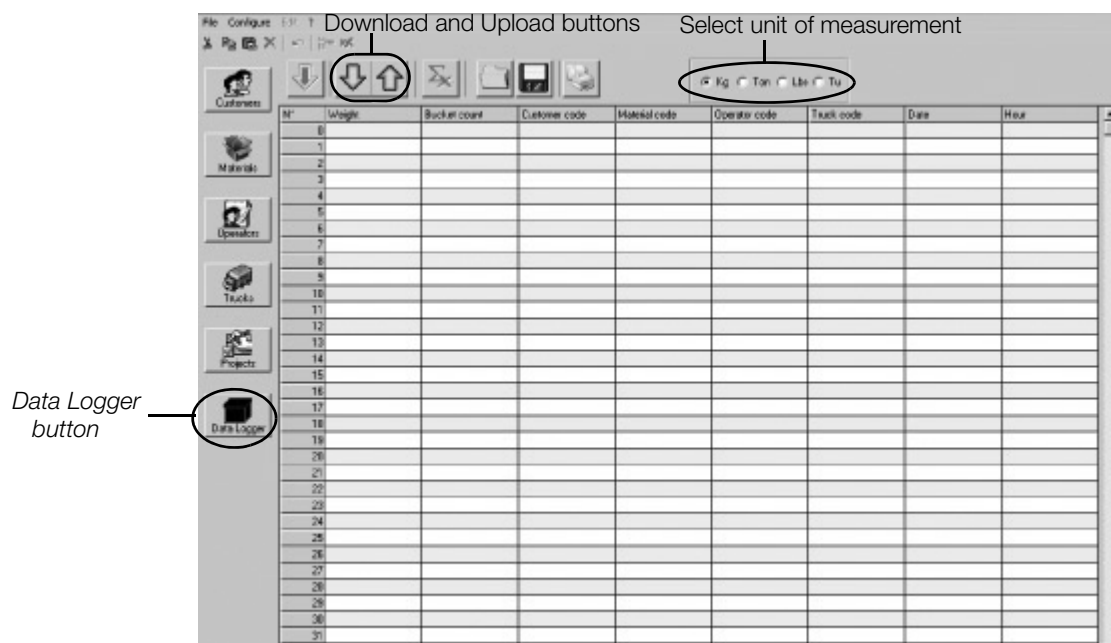 Download and Upload buttons
Select unit of measurement
File Configure Edit ?
Kg Ton Lbs Tu
Customers
Materials
Operators
Trucks
Projects
Data Logger
button
Data Logger
N° Weight Bucket count Customer code Material code Operator code Truck code Date Hour
0
1
2
3
4
5
6
7
8
9
10
11
12
13
14
15
16
17
18
19
20
21
22
23
24
25
26
27
28
29
30
31